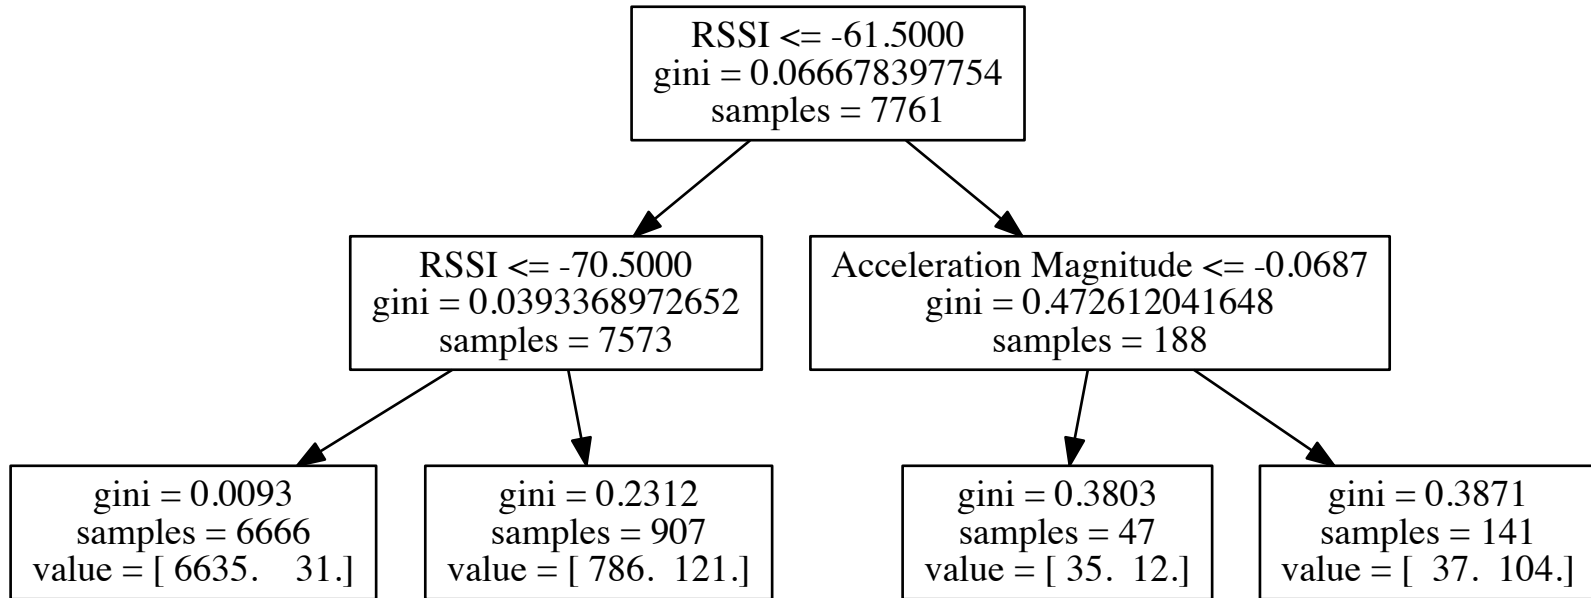 RSSI <= -61.5000
gini = 0.066678397754
samples = 7761
RSSI <= -70.5000
gini = 0.0393368972652
samples = 7573
Acceleration Magnitude <= -0.0687
gini = 0.472612041648
samples = 188
gini = 0.0093
samples = 6666
value = [ 6635. 31.]
gini = 0.2312
samples = 907
value = [ 786. 121.]
gini = 0.3803
samples = 47
value = [ 35. 12.]
gini = 0.3871
samples = 141
value = [ 37. 104.]